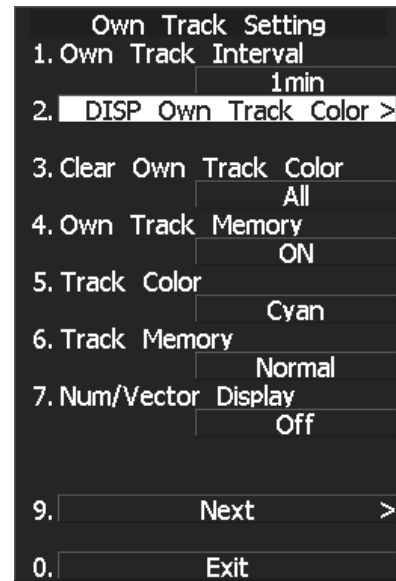 Own Track Setting
1. Own Track Interval
1min
2. DISP Own Track Color >
3. Clear Own Track Color
All
4. Own Track Memory
ON
5. Track Color
Cyan
6. Track Memory
Normal
7. Num/Vector Display
Off
9. Next >
0. Exit